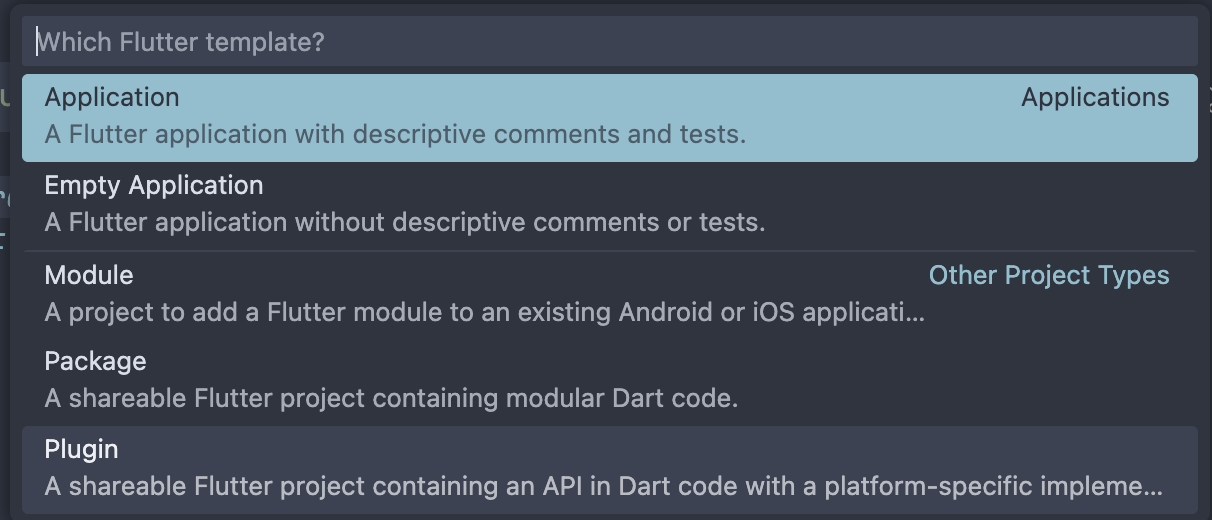 Which Flutter template?
Application
Applications
A Flutter application with descriptive comments and tests.
Empty Application
A Flutter application without descriptive comments or tests.
Module
Other Project Types
A project to add a Flutter module to an existing Android or iOS applicati...
Package
A shareable Flutter project containing modular Dart code.
Plugin
A shareable Flutter project containing an API in Dart code with a platform-specific impleme...